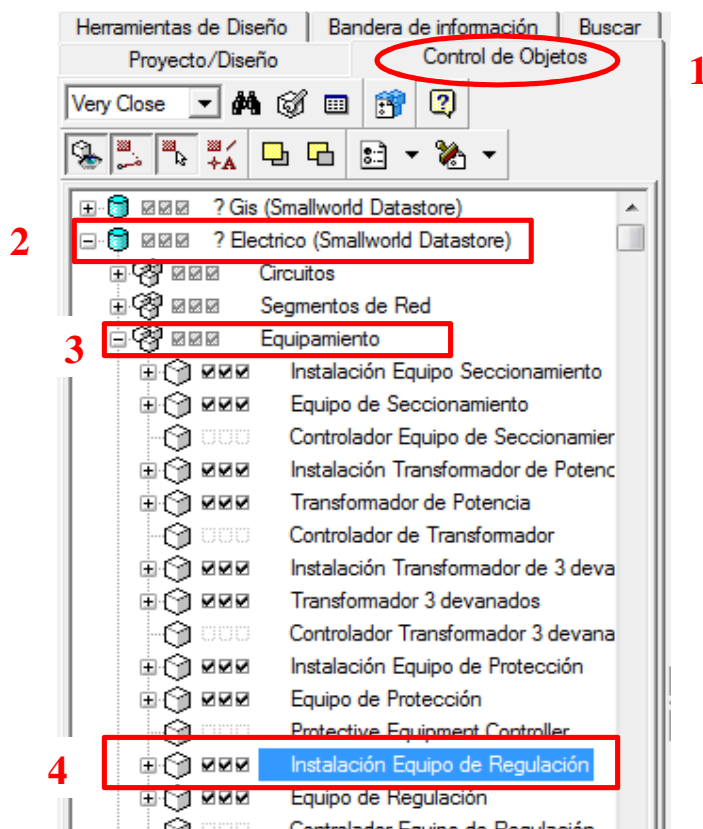 Herramientas de Diseño Bandera de información Buscar
Proyecto/Diseño Control de Objetos 1
Very Close
2 ? Gis (Smallworld Datastore)
? Electrico (Smallworld Datastore)
Circuitos
Segmentos de Red
3 Equipamiento
Instalación Equipo Seccionamiento
Equipo de Seccionamiento
Controlador Equipo de Seccionamier
Instalación Transformador de Potenc
Transformador de Potencia
Controlador de Transformador
Instalación Transformador de 3 deva
Transformador 3 devanados
Controlador Transformador 3 devana
Instalación Equipo de Protección
Equipo de Protección
Protective Equipment Controller
4 Instalación Equipo de Regulación
Equipo de Regulación
Controlador Equipo de Regulación